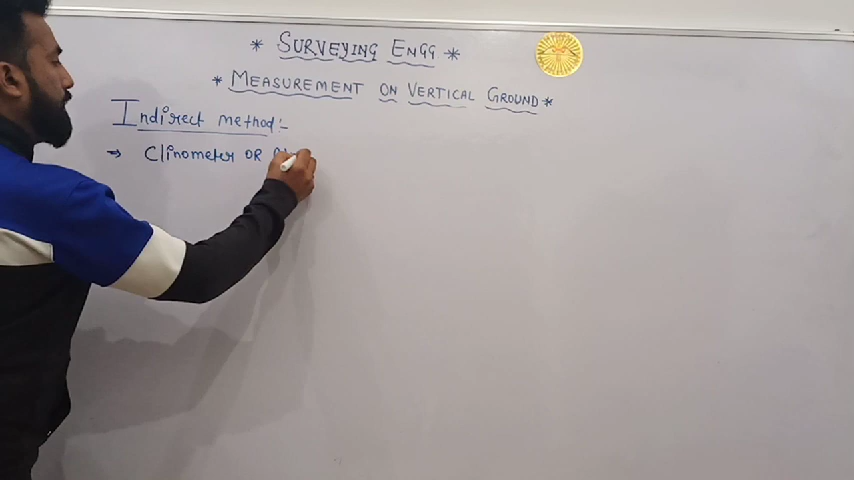 * SURVEYING ENGG *
* MEASUREMENT ON VERTICAL GROUND *
Indirect method:-
→ Clinometer OR